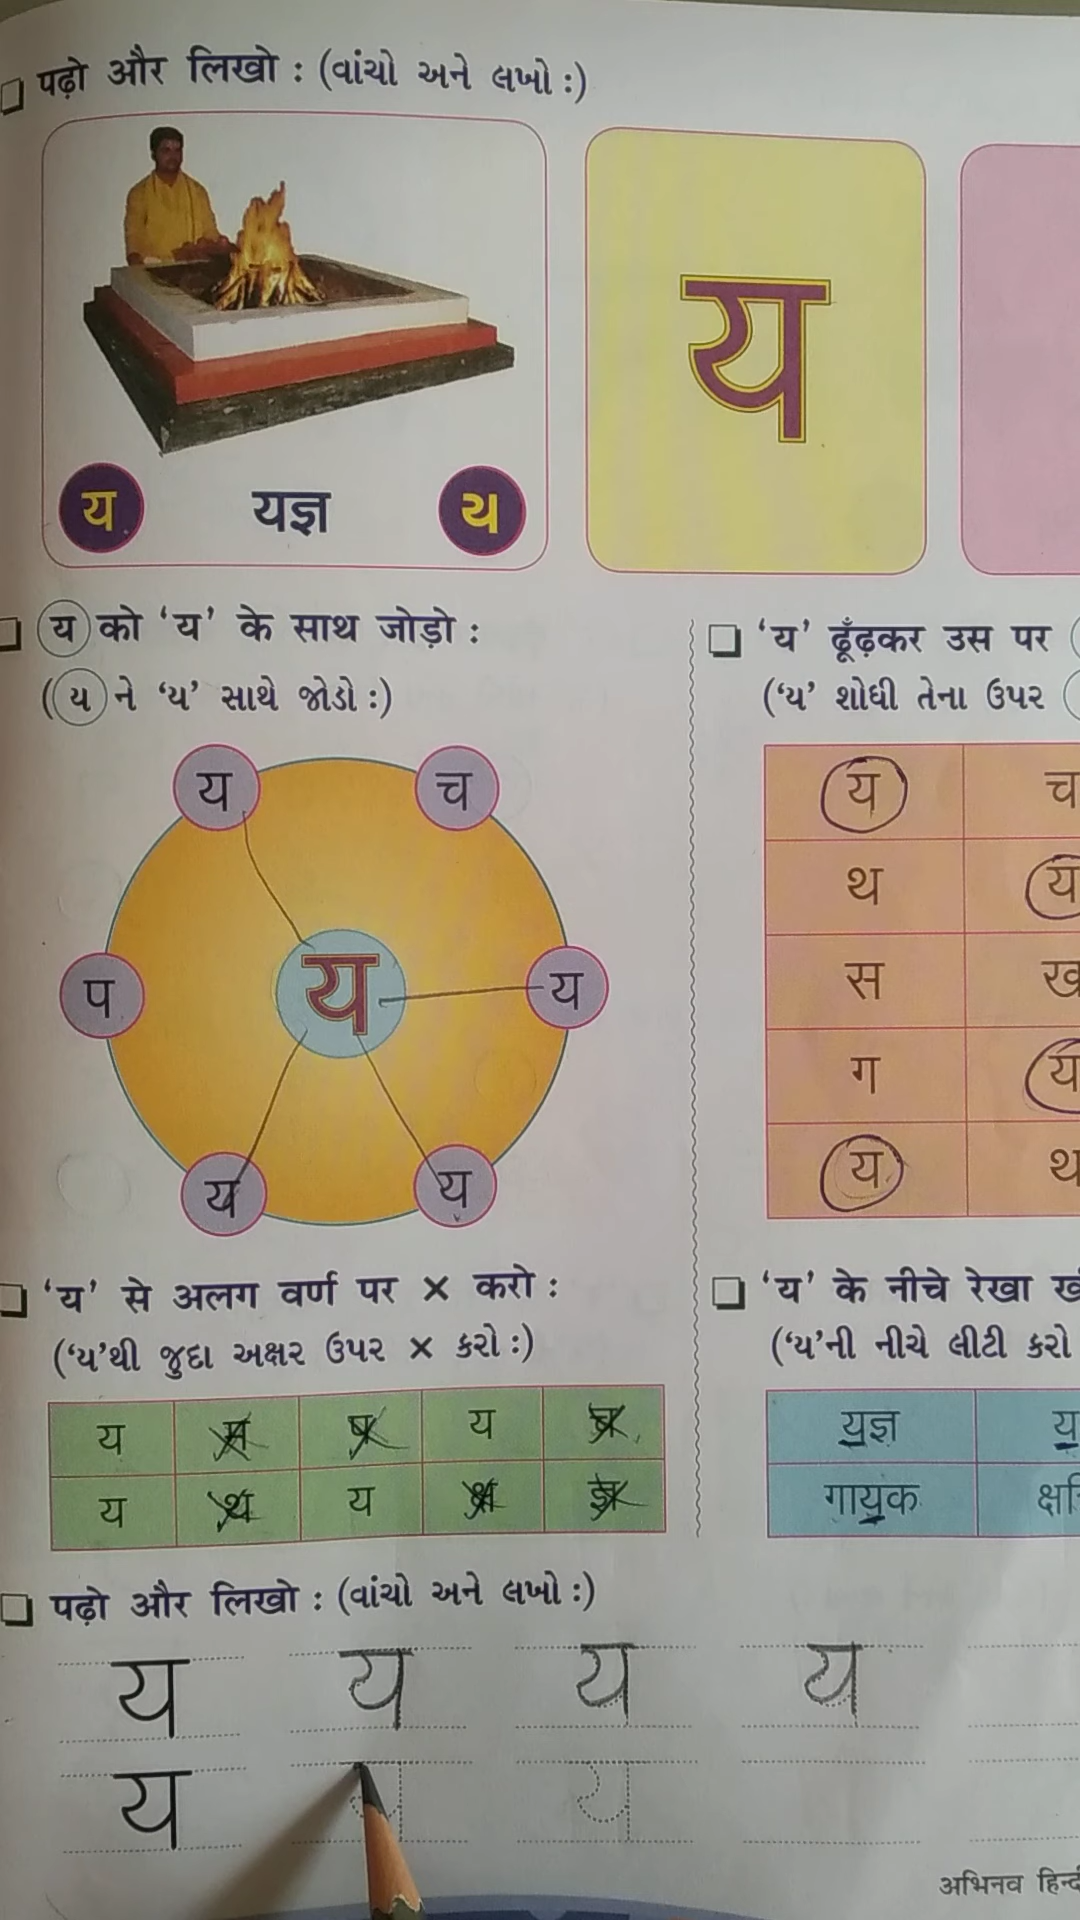 पढ़ो और लिखो : (વાંચો અને લખો :)
य
य यज्ञ ય
य को ‘य’ के साथ जोड़ो :
(य ને ‘य’ સાથે જોડો :)
य च
प य य
य य
‘य’ ढूँढ़कर उस पर
(‘य’ શોધી તેના ઉપર
य च
थ य
स ख
ग य
य थ
‘य’ से अलग वर्ण पर × करो :
(‘य’થી જુદા અક્ષર ઉપર × કરો :)
य य
य थ य
‘य’ के नीचे रेखा
(‘य’ની નીચે લીટી કરો
यज्ञ य
गायक
पढ़ो और लिखो : (વાંચો અને લખો :)
य य य य
य य
अभिनव